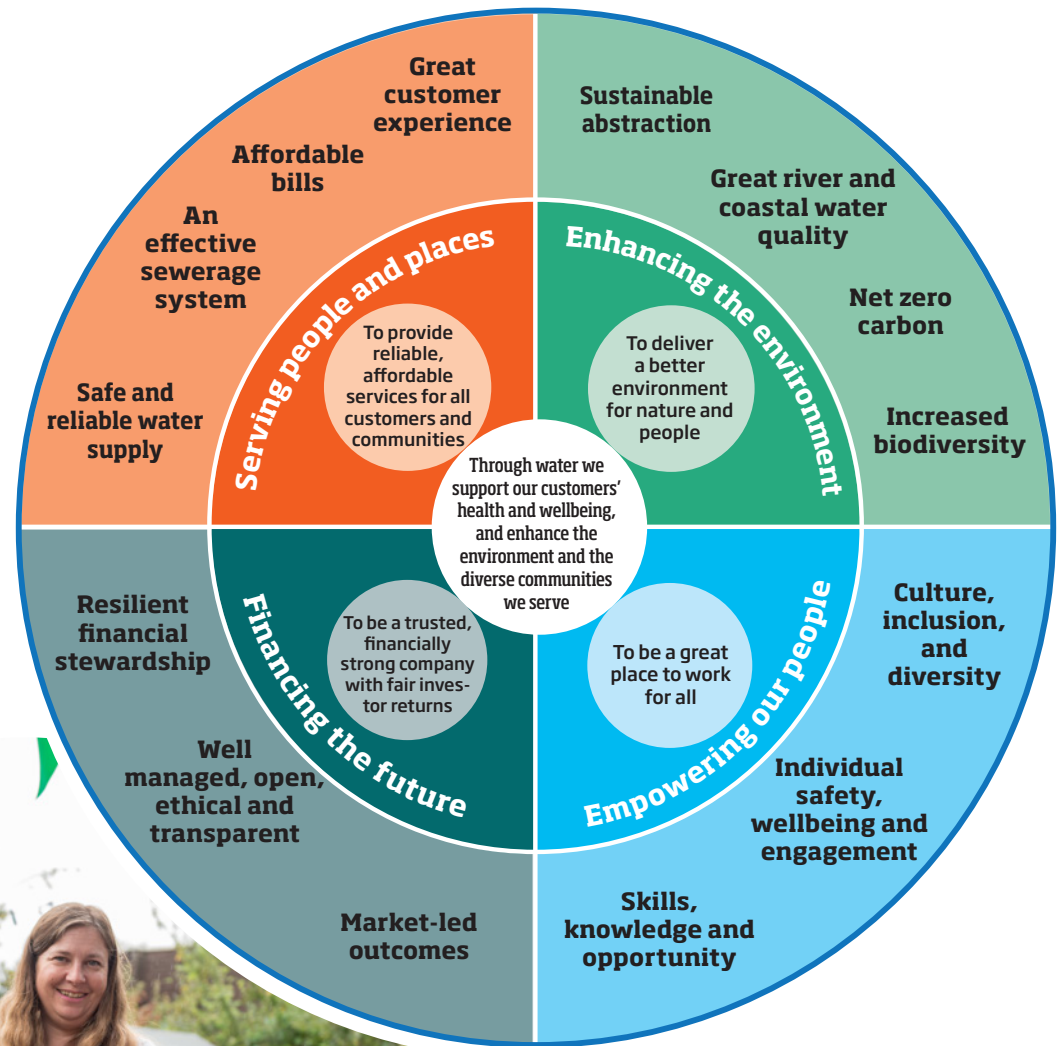 Great
customer
experience
Affordable
bills
An
effective
sewerage
system
Safe and
reliable water
supply
Serving people and places
To provide
reliable,
affordable
services for all
customers and
communities
Sustainable
abstraction
Great river and
coastal water
quality
Net zero
carbon
Increased
biodiversity
Enhancing the environment
To deliver
a better
environment
for nature and
people
Through water we
support our customers’
health and wellbeing,
and enhance the
environment and the
diverse communities
we serve
Resilient
financial
stewardship
Well
managed, open,
ethical and
transparent
Market-led
outcomes
Financing the future
To be a trusted,
financially
strong company
with fair inves-
tor returns
Culture,
inclusion,
and
diversity
Individual
safety,
wellbeing and
engagement
Skills,
knowledge and
opportunity
Empowering our people
To be a great
place to work
for all